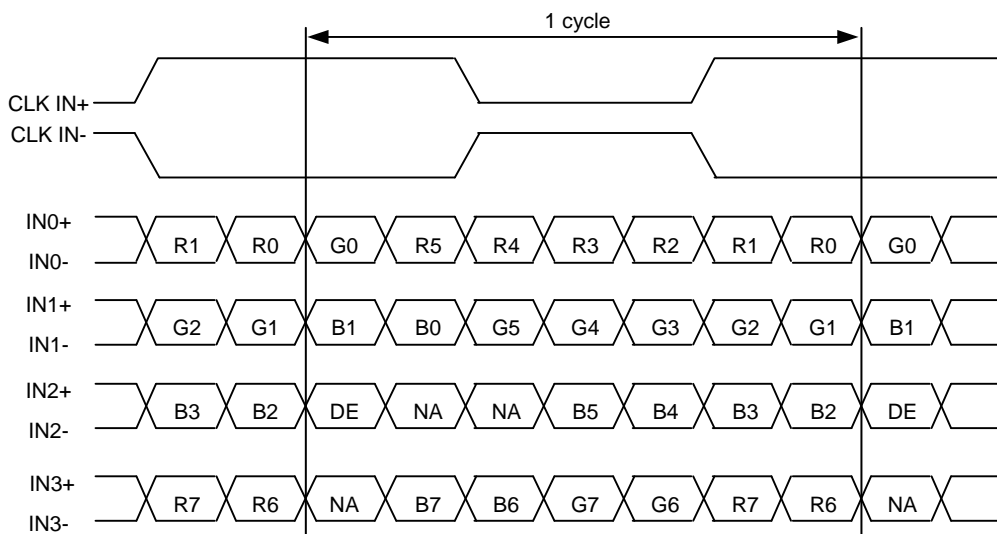 1 cycle
CLK IN+
CLK IN-
IN0+
R1 R0 G0 R5 R4 R3 R2 R1 R0 G0
IN0-
IN1+
G2 G1 B1 B0 G5 G4 G3 G2 G1 B1
IN1-
IN2+
B3 B2 DE NA NA B5 B4 B3 B2 DE
IN2-
IN3+
R7 R6 NA B7 B6 G7 G6 R7 R6 NA
IN3-